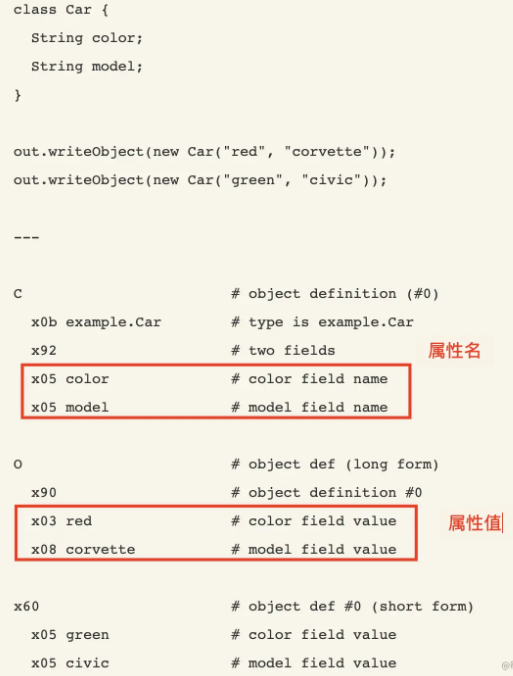 class Car {
  String color;
  String model;
}
out.writeObject(new Car("red", "corvette"));
out.writeObject(new Car("green", "civic"));
---
C # object definition (#0)
  x0b example.Car # type is example.Car
  x92 # two fields
属性名
  x05 color # color field name
  x05 model # model field name
O # object def (long form)
  x90 # object definition #0
  x03 red # color field value
属性值
  x08 corvette # model field value
x60 # object def #0 (short form)
  x05 green # color field value
  x05 civic # model field value